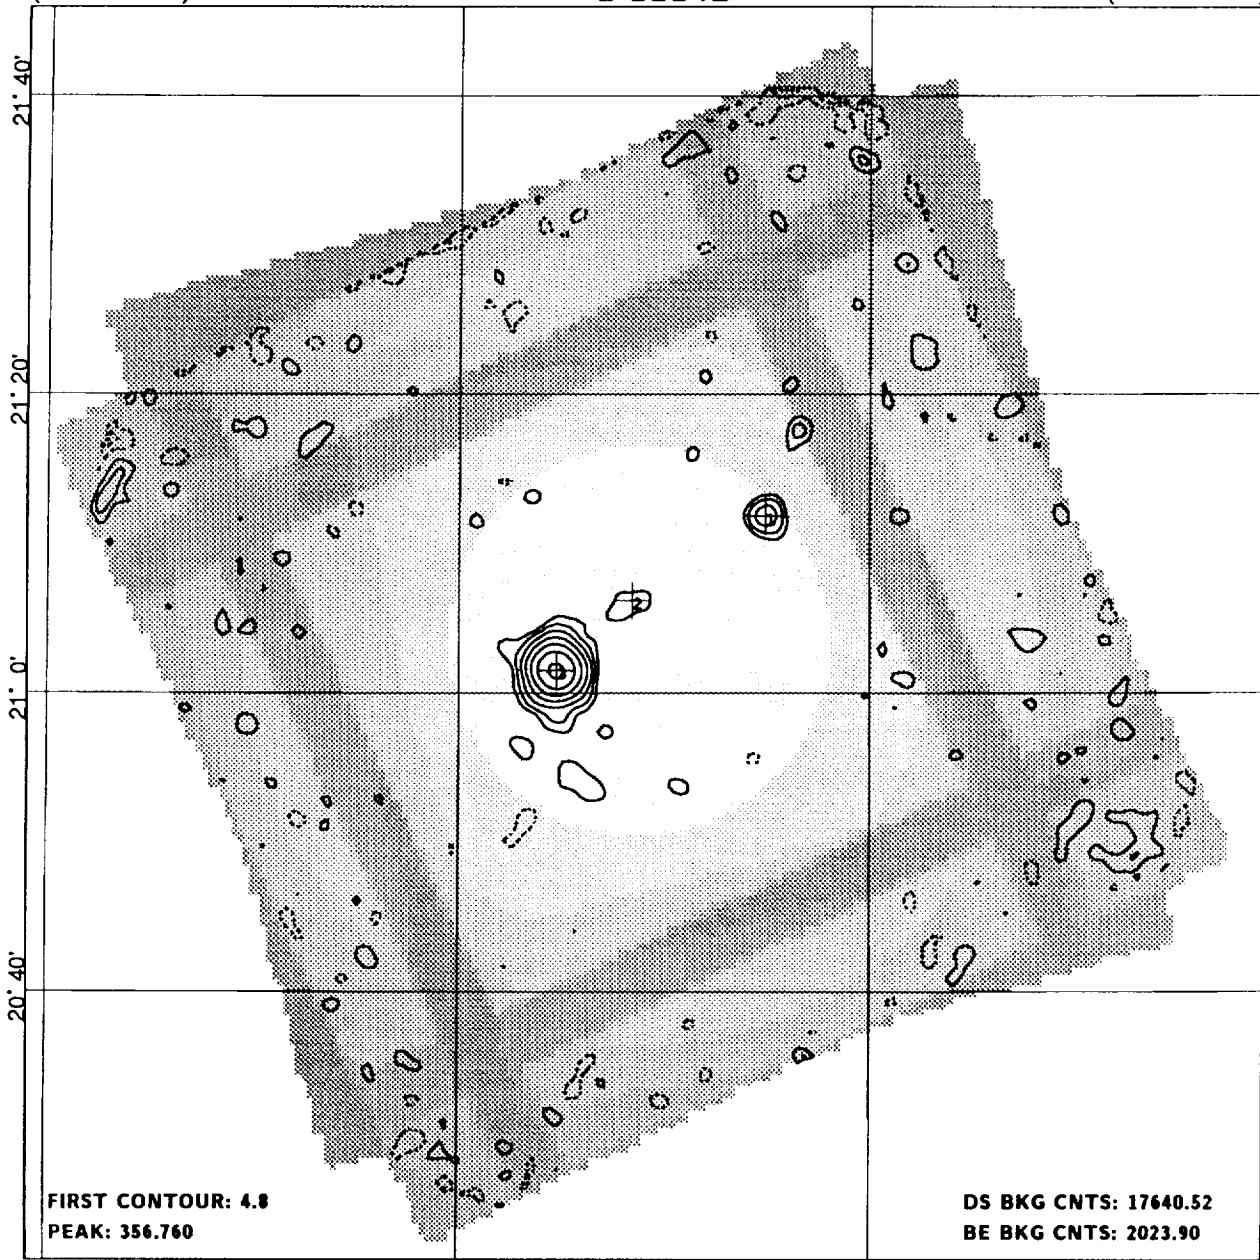 21° 40'
21° 20'
21° 0'
20° 40'
2
FIRST CONTOUR: 4.8
PEAK: 356.760
DS BKG CNTS: 17640.52
BE BKG CNTS: 2023.90